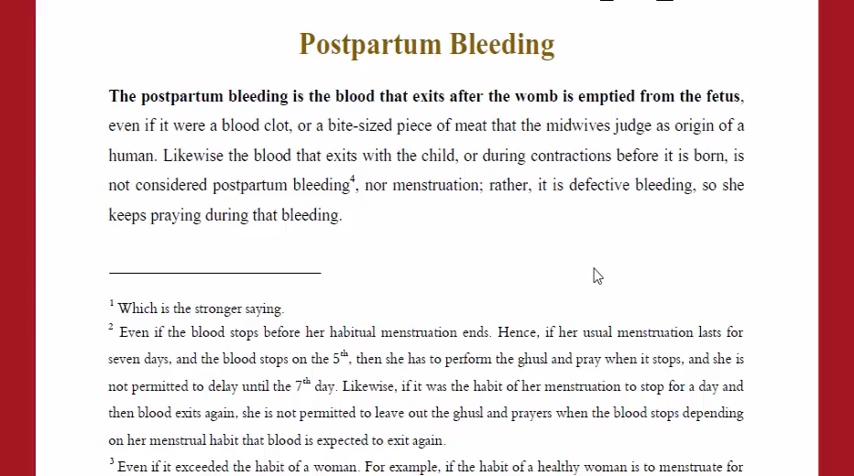 Postpartum Bleeding
The postpartum bleeding is the blood that exits after the womb is emptied from the fetus,
even if it were a blood clot, or a bite-sized piece of meat that the midwives judge as origin of a
human. Likewise the blood that exits with the child, or during contractions before it is born, is
not considered postpartum bleeding⁴, nor menstruation; rather, it is defective bleeding, so she
keeps praying during that bleeding.
¹ Which is the stronger saying.
² Even if the blood stops before her habitual menstruation ends. Hence, if her usual menstruation lasts for
seven days, and the blood stops on the 5th, then she has to perform the ghusl and pray when it stops, and she is
not permitted to delay until the 7th day. Likewise, if it was the habit of her menstruation to stop for a day and
then blood exits again, she is not permitted to leave out the ghusl and prayers when the blood stops depending
on her menstrual habit that blood is expected to exit again.
³ Even if it exceeded the habit of a woman. For example, if the habit of a healthy woman is to menstruate for